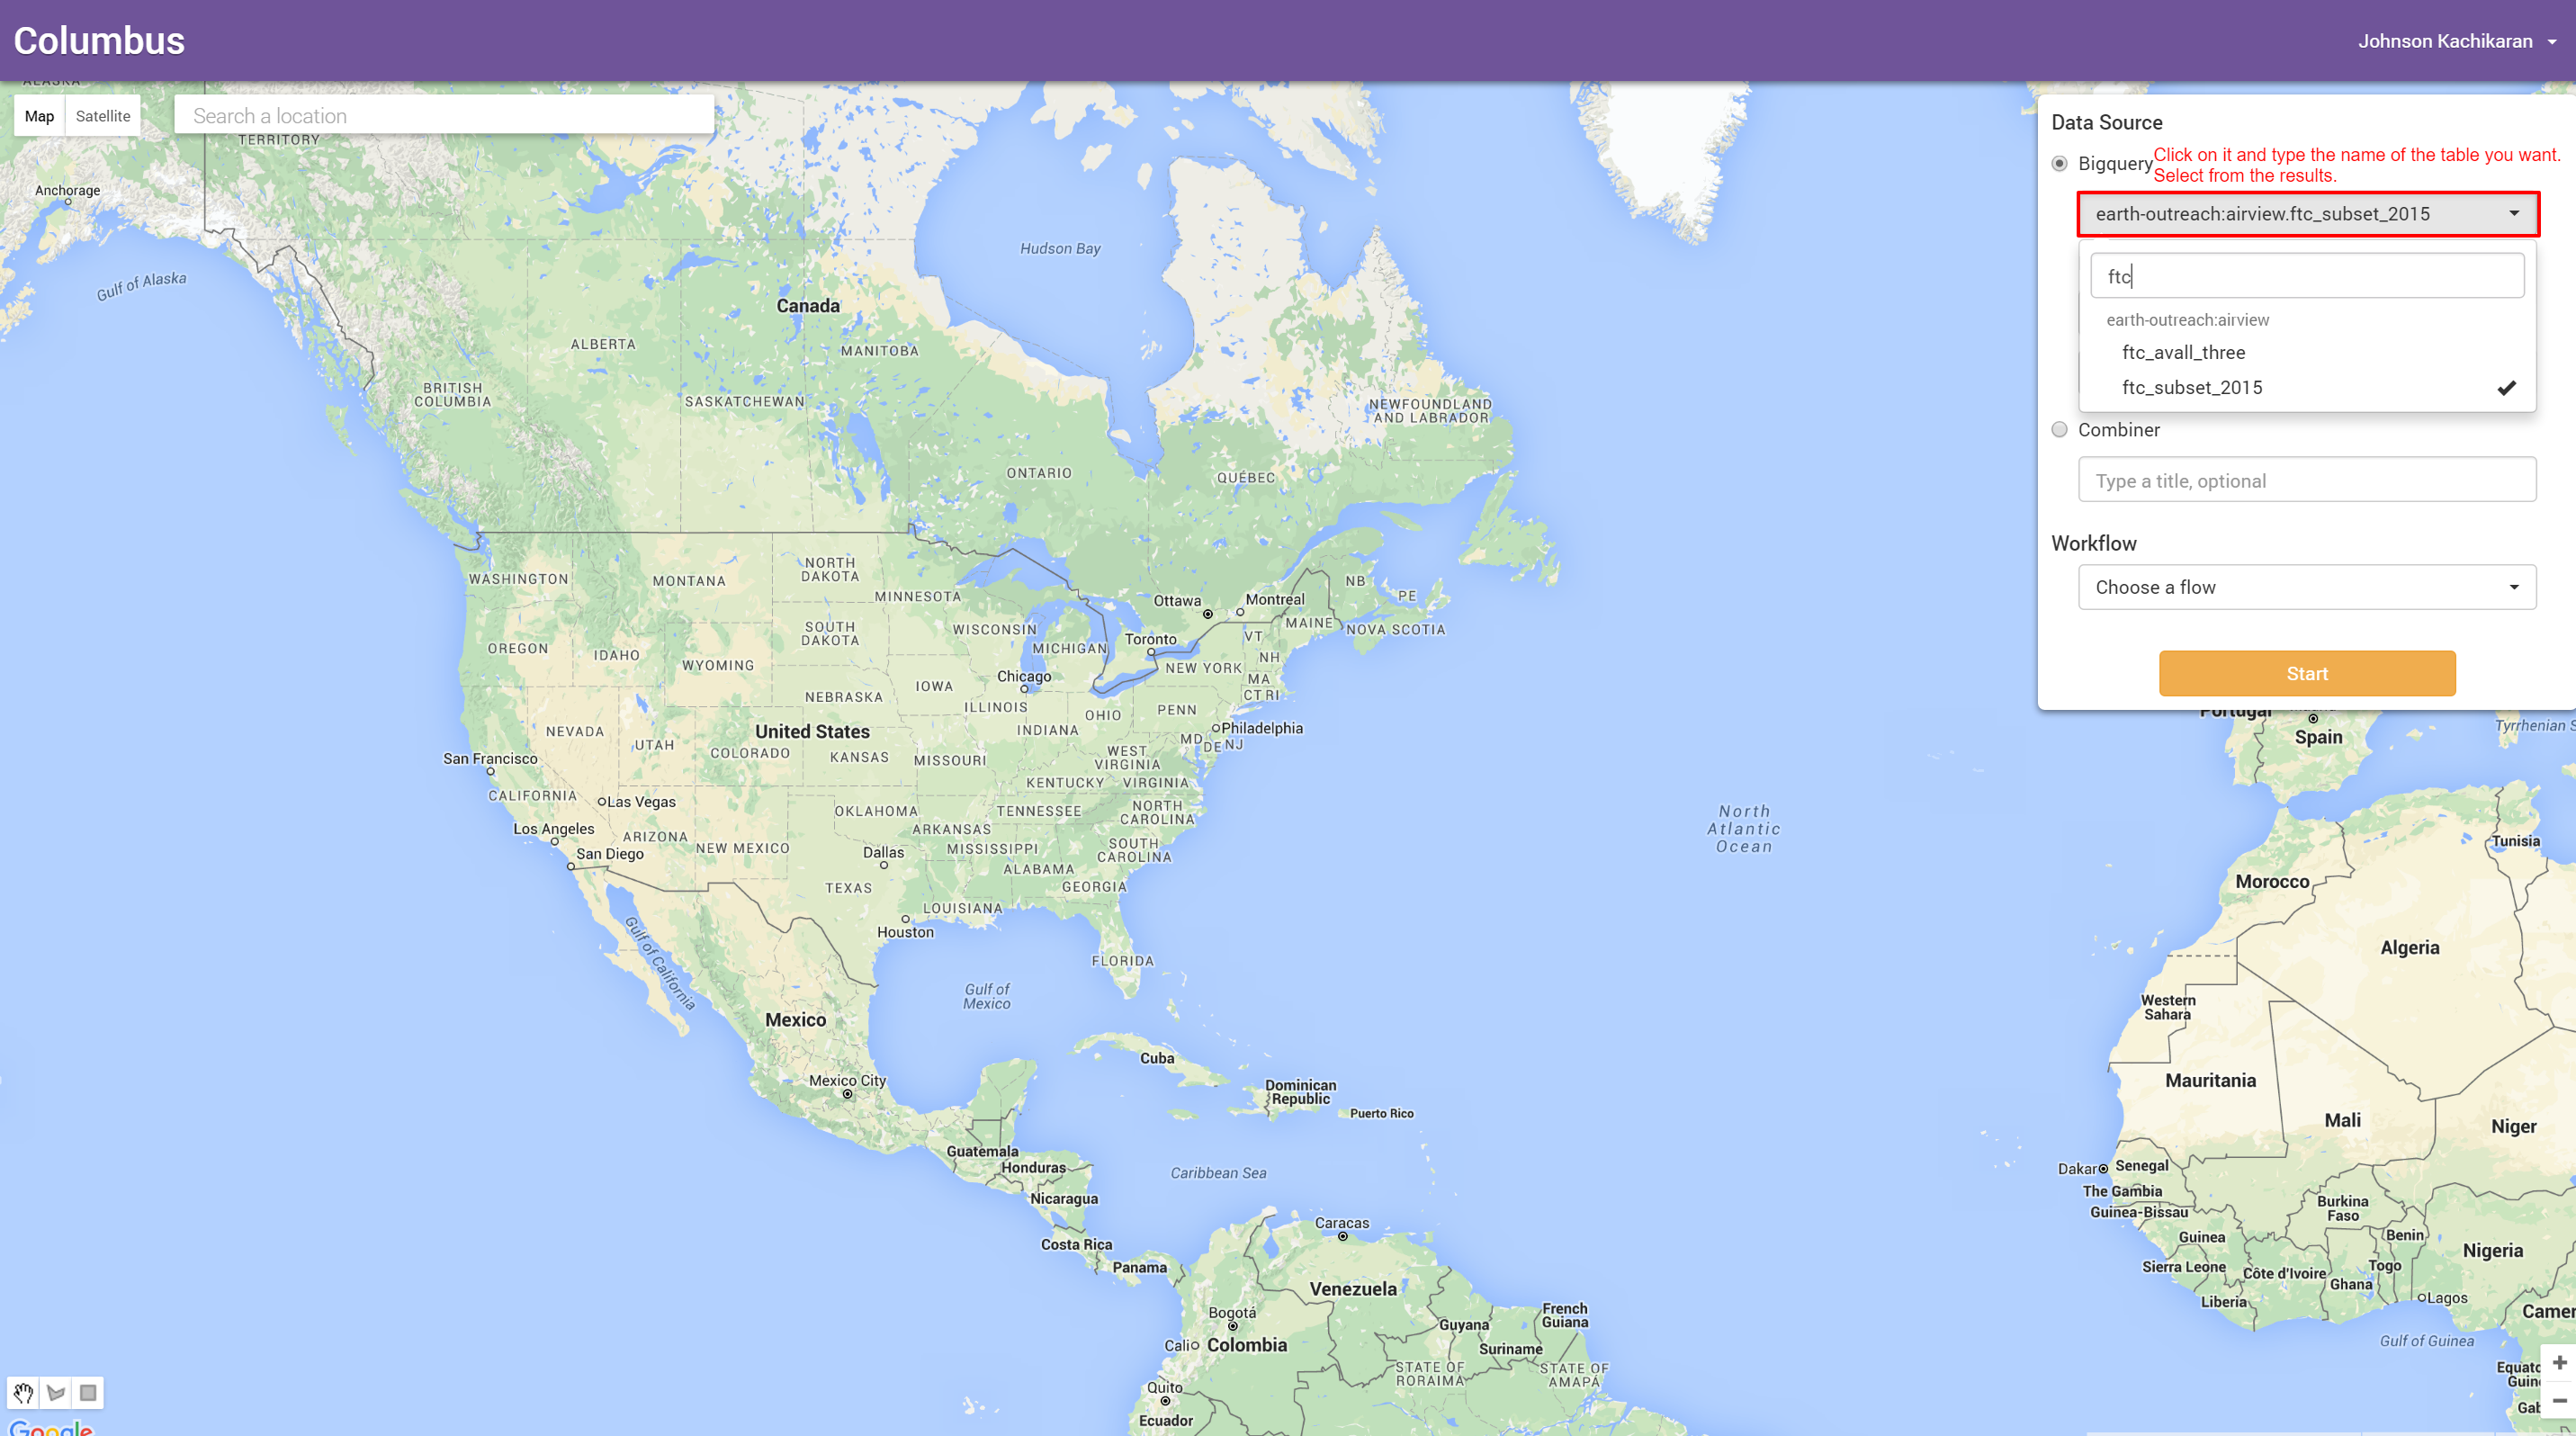 Columbus
Johnson Kachikaran
Map
Satellite
Search a location
Data Source
Bigquery
Click on it and type the name of the table you want.
Select from the results.
earth-outreach:airview.ftc_subset_2015
ftc
earth-outreach:airview
ftc_avall_three
ftc_subset_2015
Combiner
Type a title, optional
Workflow
Choose a flow
Start
ALASKA
TERRITORY
Anchorage
Gulf of Alaska
Hudson Bay
Canada
ALBERTA
MANITOBA
BRITISH
COLUMBIA
SASKATCHEWAN
NEWFOUNDLAND
AND LABRADOR
ONTARIO
QUÉBEC
WASHINGTON
MONTANA
NORTH
DAKOTA
MINNESOTA
Ottawa
Montreal
NB
PE
MAINE
NOVA SCOTIA
OREGON
IDAHO
WYOMING
SOUTH
DAKOTA
WISCONSIN
MICHIGAN
Toronto
VT
NH
NEW YORK
MA
CT RI
Chicago
IOWA
NEBRASKA
ILLINOIS
INDIANA
OHIO
PENN
Philadelphia
MD
DE
NJ
NEVADA
UTAH
United States
COLORADO
KANSAS
MISSOURI
WEST
VIRGINIA
KENTUCKY
VIRGINIA
San Francisco
CALIFORNIA
Las Vegas
OKLAHOMA
TENNESSEE
NORTH
CAROLINA
Los Angeles
ARIZONA
NEW MEXICO
ARKANSAS
MISSISSIPPI
SOUTH
CAROLINA
San Diego
Dallas
ALABAMA
GEORGIA
TEXAS
LOUISIANA
Houston
FLORIDA
Gulf of California
Gulf of
Mexico
Mexico
Mexico City
Cuba
Dominican
Republic
Puerto Rico
Guatemala
Honduras
Nicaragua
Caribbean Sea
Costa Rica
Panama
Caracas
Venezuela
Bogotá
Cali
Colombia
Guyana
French
Guiana
Suriname
STATE OF
RORAIMA
STATE OF
AMAPÁ
Quito
Ecuador
North
Atlantic
Ocean
Portugal
Spain
Tyrrhenian S
Tunisia
Morocco
Algeria
Western
Sahara
Mauritania
Mali
Niger
Dakar
Senegal
The Gambia
Guinea-Bissau
Burkina
Faso
Guinea
Benin
Nigeria
Sierra Leone
Côte d'Ivoire
Togo
Ghana
Liberia
Lagos
Camer
Gulf of Guinea
Equato
Guin
Gab
Google